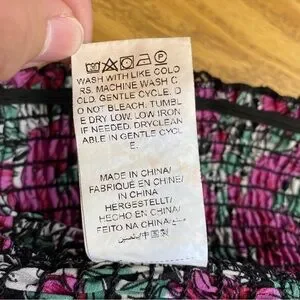 WASH WITH LIKE COLO
RS. MACHINE WASH C
OLD. GENTLE CYCLE. D
O NOT BLEACH. TUMBL
E DRY LOW. LOW IRON
IF NEEDED. DRYCLEAN
ABLE IN GENTLE CYCL
E.
MADE IN CHINA/
FABRIQUÉ EN CHINE/
IN CHINA
HERGESTELLT/
HECHO EN CHINA/
FEITO NA CHINA/
中国製/